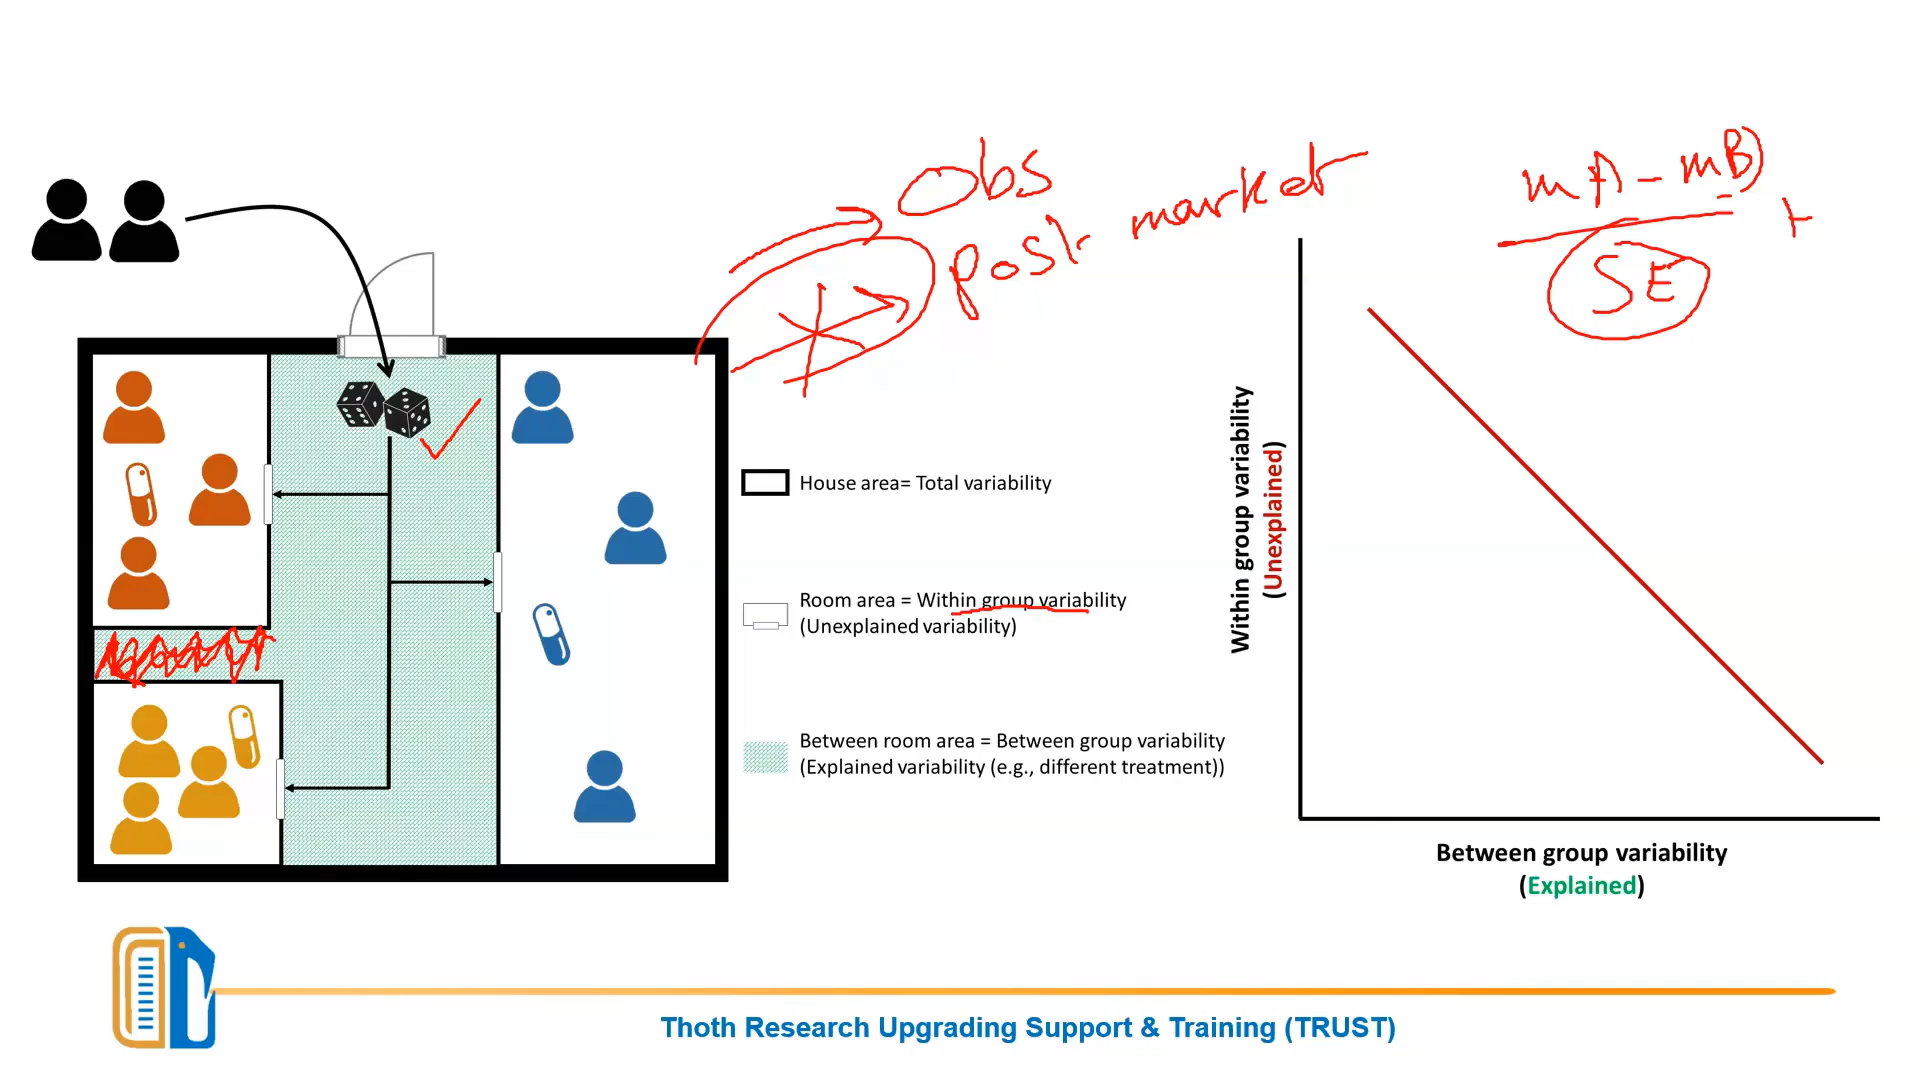 Obs
post- market
mA - mB
SE
House area= Total variability
Room area = Within group variability
(Unexplained variability)
Between room area = Between group variability
(Explained variability (e.g., different treatment))
Within group variability
(Unexplained)
Between group variability
(Explained)
Thoth Research Upgrading Support & Training (TRUST)